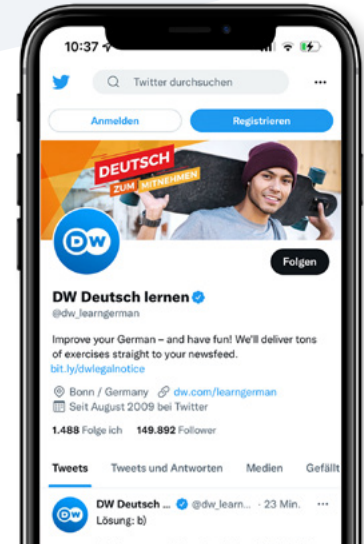 10:37
Twitter durchsuchen
Anmelden
Registrieren
DEUTSCH
ZUM MITNEHMEN
DW
Folgen
DW Deutsch lernen
@dw_learngerman
Improve your German – and have fun! We'll deliver tons
of exercises straight to your newsfeed.
bit.ly/dwlegalnotice
Bonn / Germany dw.com/learngerman
Seit August 2009 bei Twitter
1.488 Folge ich 149.892 Follower
Tweets Tweets und Antworten Medien Gefällt
DW
DW Deutsch ... @dw_learn... · 23 Min.
Lösung: b)